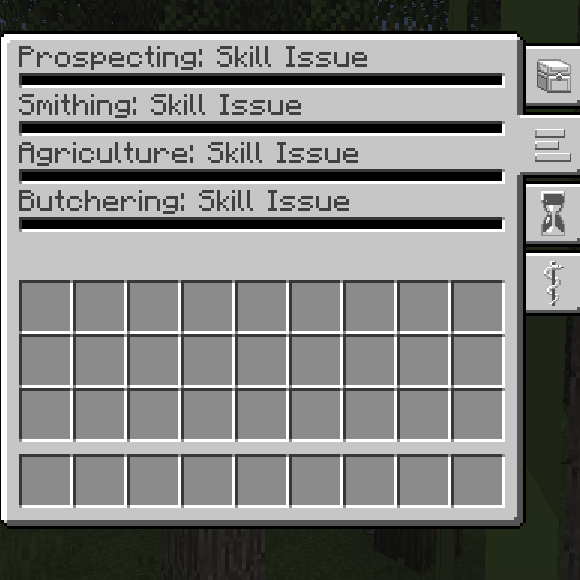 Prospecting: Skill Issue
Smithing: Skill Issue
Agriculture: Skill Issue
Butchering: Skill Issue